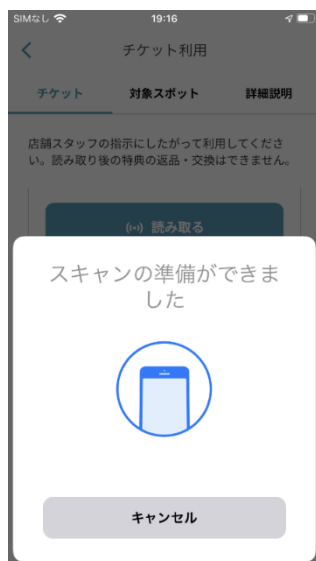 SIMなし 19:16
チケット利用
チケット 対象スポット 詳細説明
店舗スタッフの指示にしたがって利用してくださ
い。読み取り後の特典の返品・交換はできません。
読み取る
スキャンの準備ができま
した
キャンセル